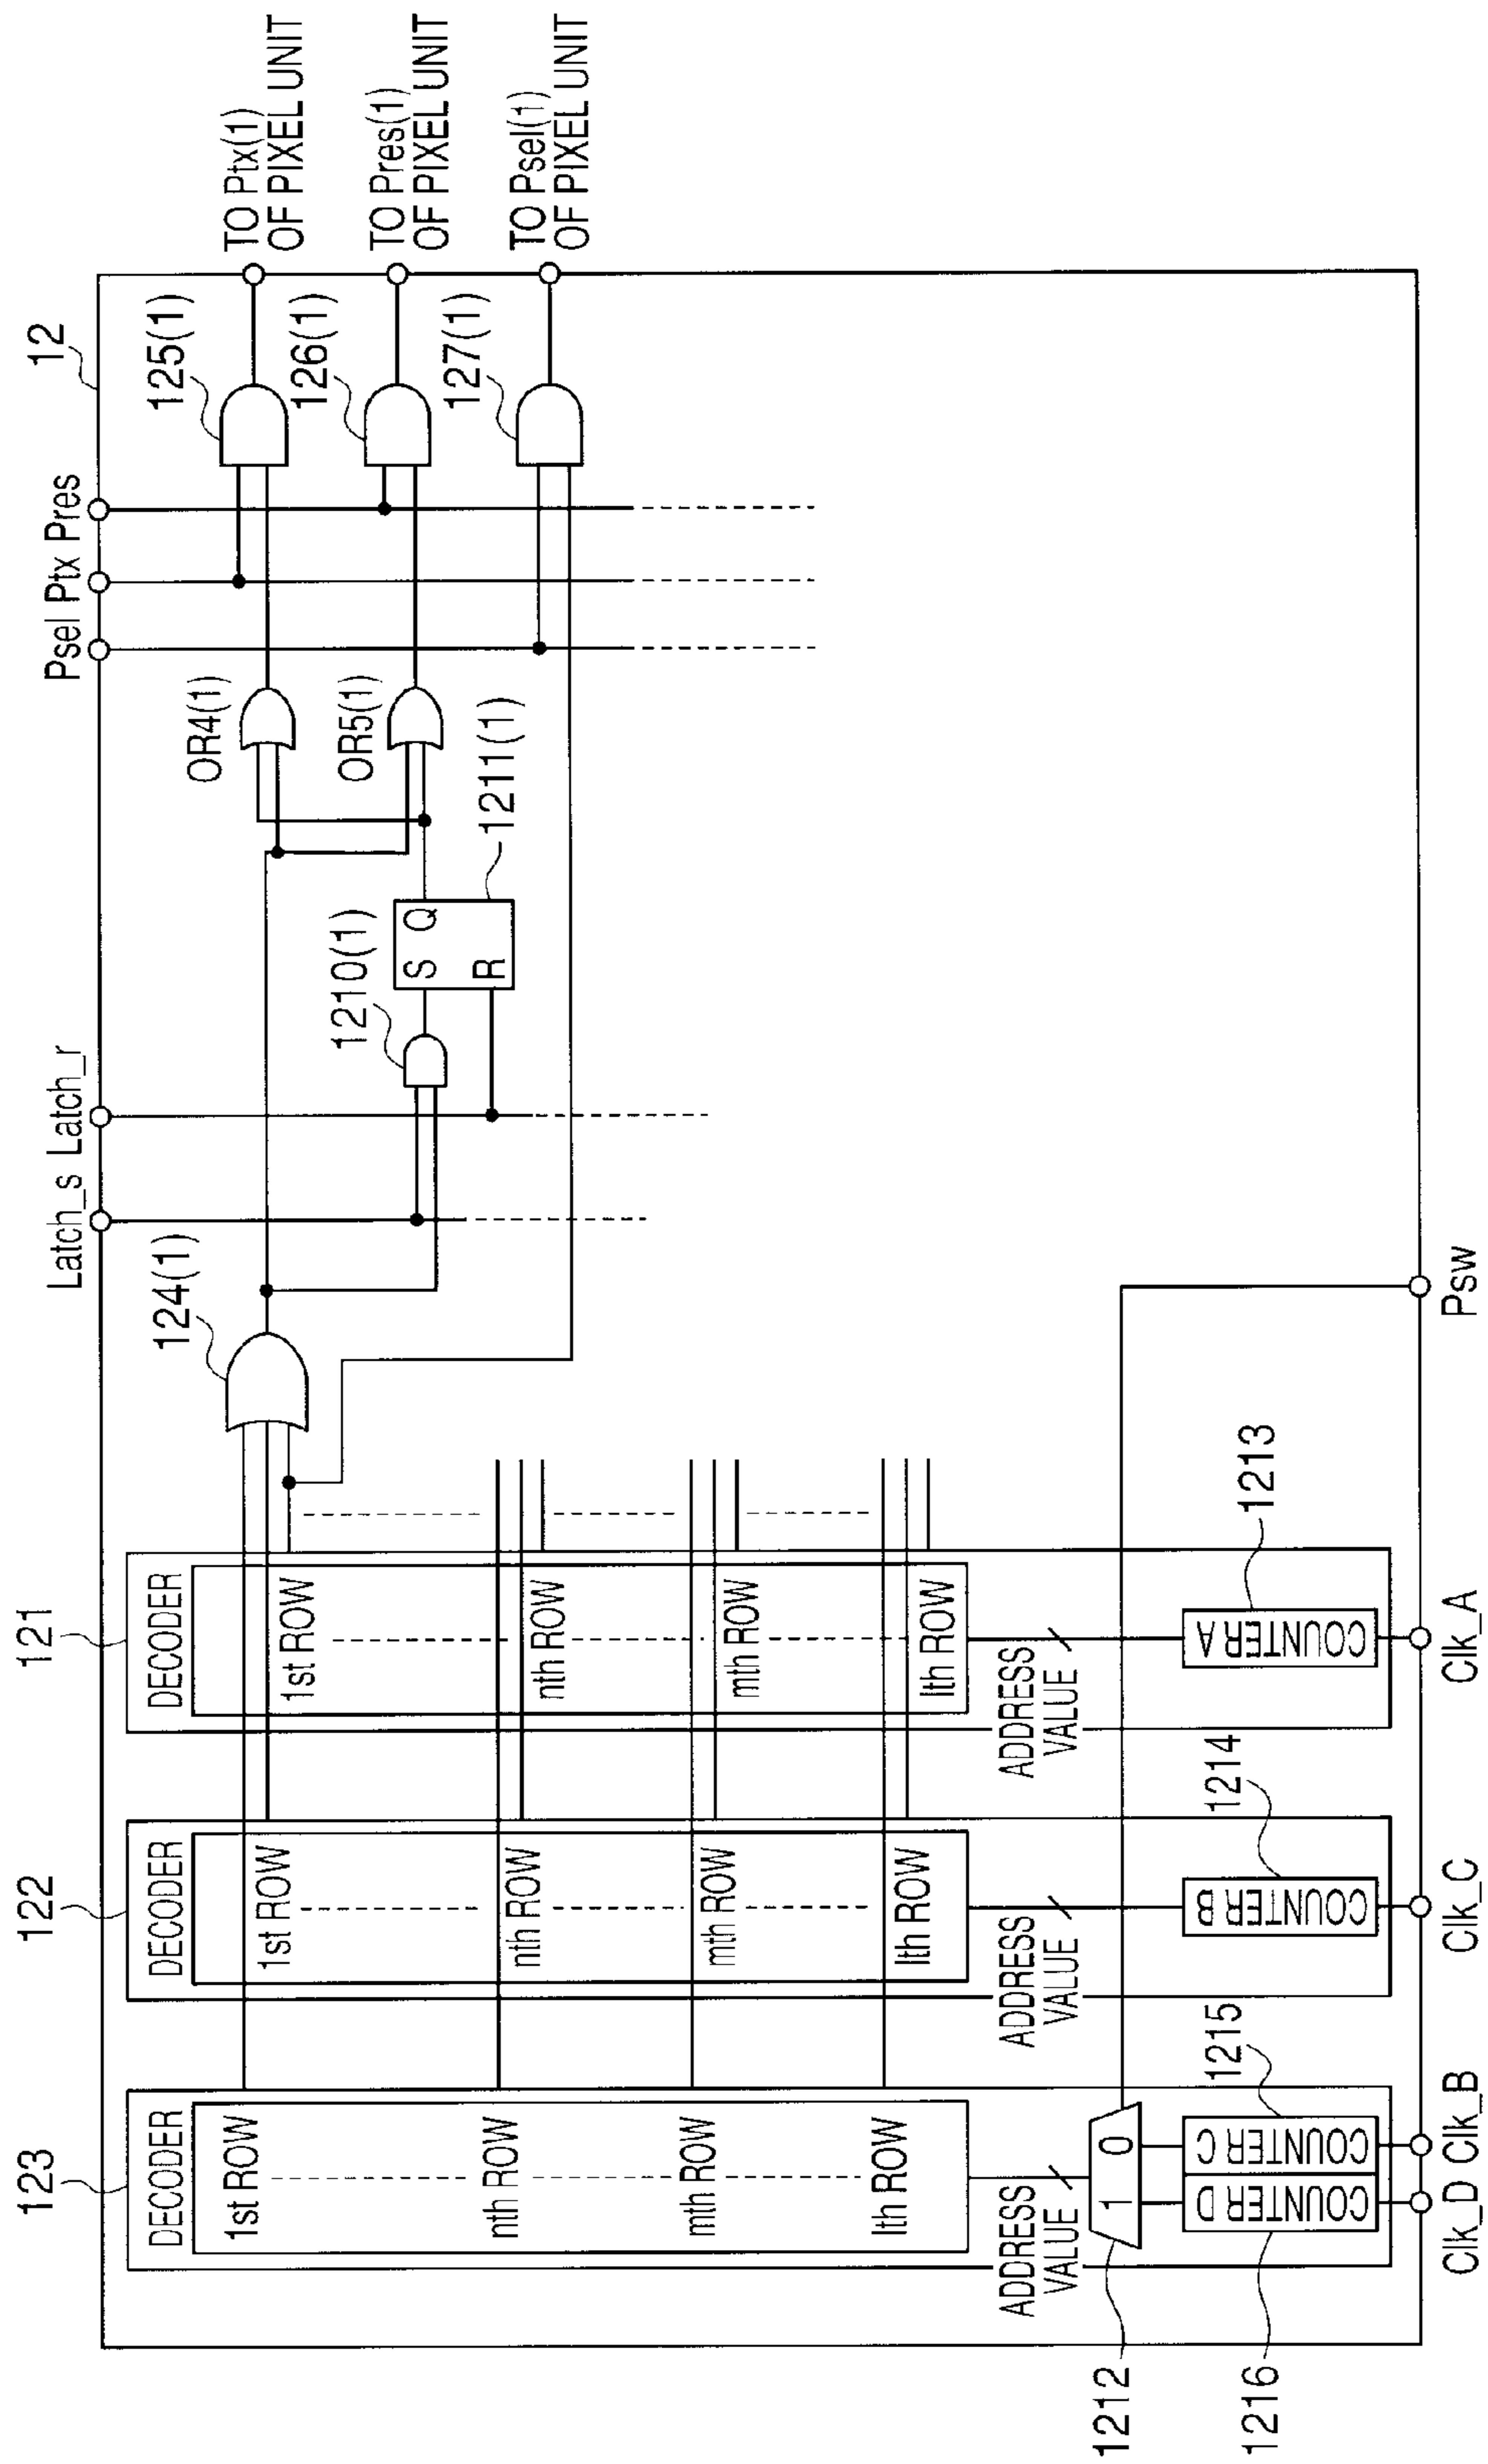 12
Latch_s
Latch_r
Psel
Ptx
Pres
123
122
121
124(1)
1210(1)
1211(1)
OR4(1)
OR5(1)
125(1)
126(1)
127(1)
TO Ptx(1)
OF PIXEL UNIT
TO Pres(1)
OF PIXEL UNIT
TO Psel(1)
OF PIXEL UNIT
S
Q
R
DECODER
1st ROW
nth ROW
mth ROW
lth ROW
ADDRESS
VALUE
DECODER
1st ROW
nth ROW
mth ROW
lth ROW
ADDRESS
VALUE
DECODER
1st ROW
nth ROW
mth ROW
lth ROW
ADDRESS
VALUE
1
0
1212
COUNTER D
COUNTER C
COUNTER B
COUNTER A
1216
1215
1214
1213
Clk_D
Clk_B
Clk_C
Clk_A
Psw